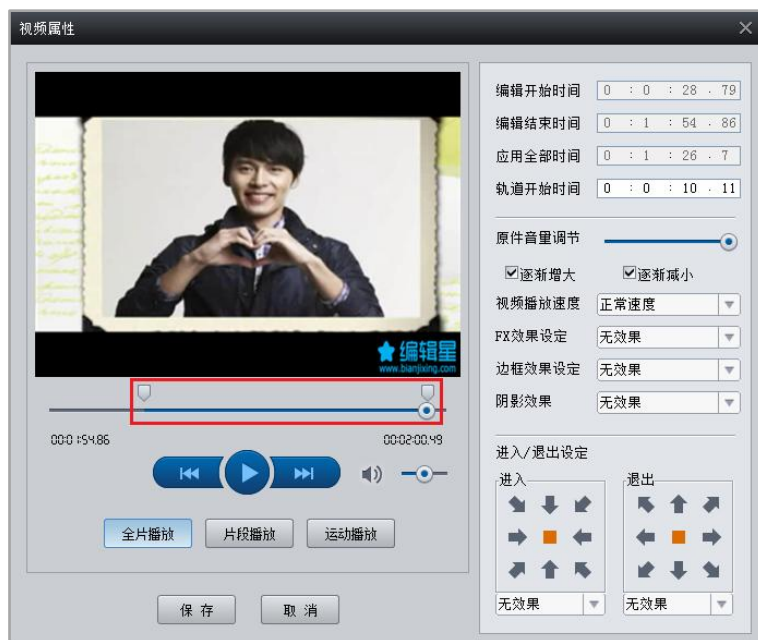 视频属性
编辑星
www.bianjixing.com
00:01:54.86
00:02:00.49
全片播放 片段播放 运动播放
保存 取消
编辑开始时间 0 : 0 : 28 . 79
编辑结束时间 0 : 1 : 54 . 86
应用全部时间 0 : 1 : 26 . 7
轨道开始时间 0 : 0 : 10 . 11
原件音量调节
逐渐增大 逐渐减小
视频播放速度 正常速度
FX效果设定 无效果
边框效果设定 无效果
阴影效果 无效果
进入/退出设定
进入 退出
无效果 无效果